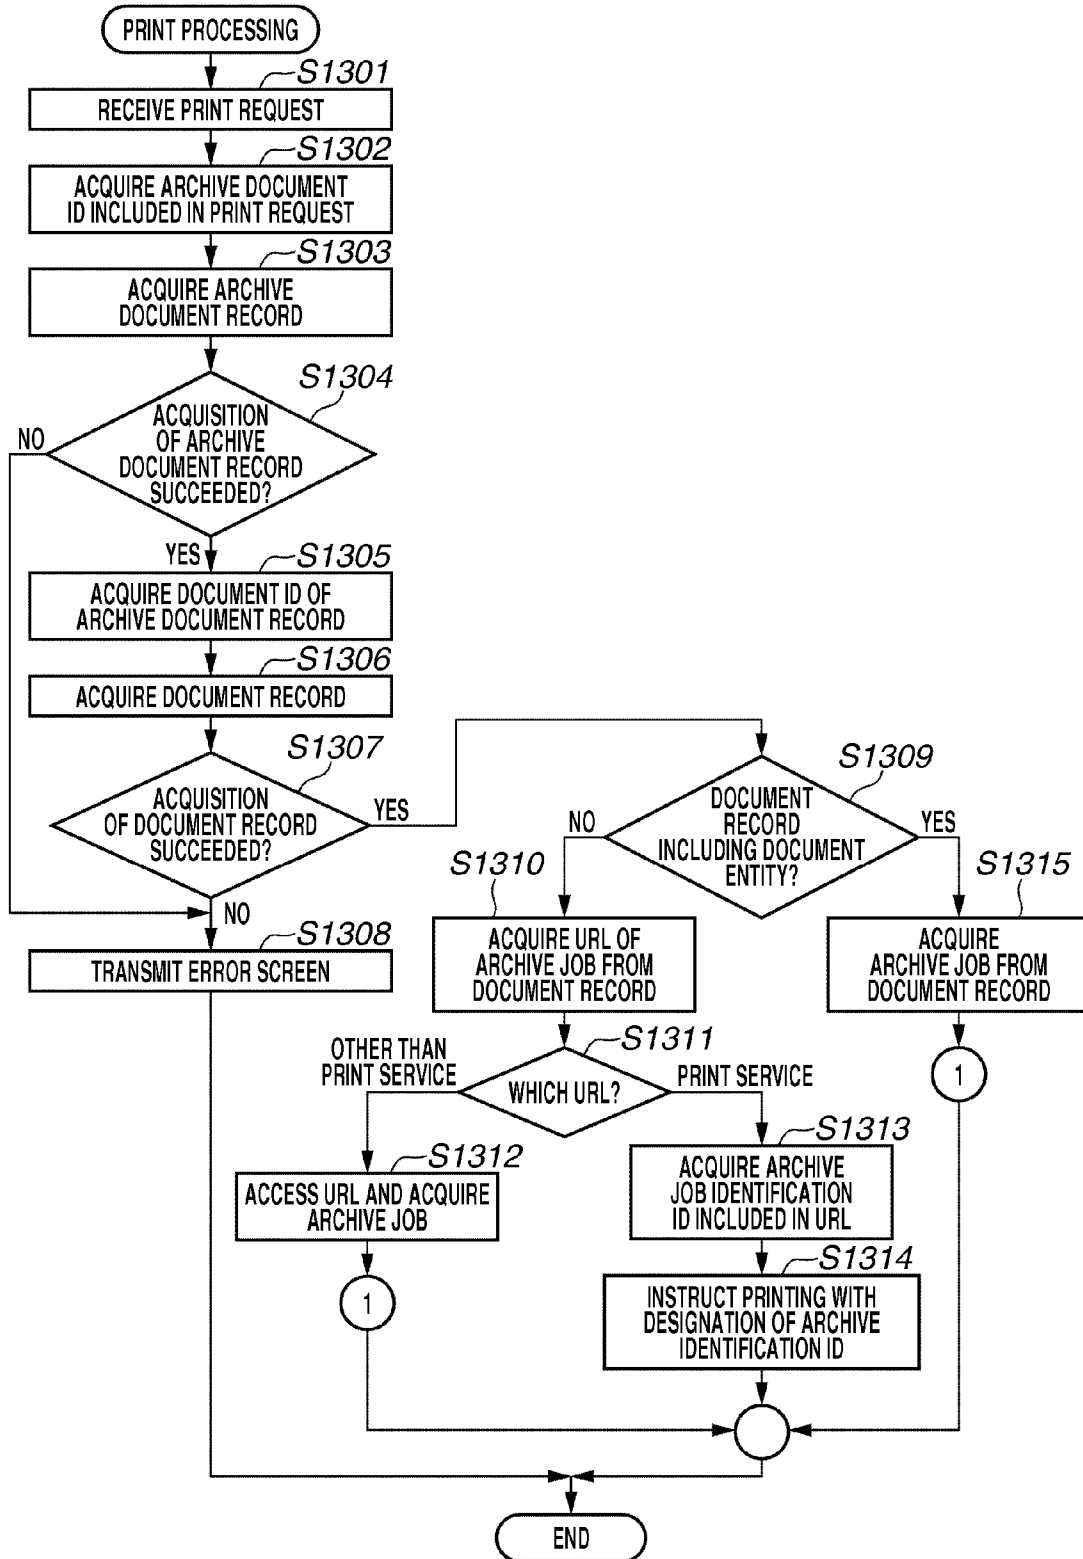 PRINT PROCESSING
S1301
RECEIVE PRINT REQUEST
S1302
ACQUIRE ARCHIVE DOCUMENT
ID INCLUDED IN PRINT REQUEST
S1303
ACQUIRE ARCHIVE
DOCUMENT RECORD
S1304
ACQUISITION
OF ARCHIVE
DOCUMENT RECORD
SUCCEEDED?
NO
YES
S1305
ACQUIRE DOCUMENT ID OF
ARCHIVE DOCUMENT RECORD
S1306
ACQUIRE DOCUMENT RECORD
S1307
ACQUISITION
OF DOCUMENT RECORD
SUCCEEDED?
YES
NO
S1308
TRANSMIT ERROR SCREEN
S1309
DOCUMENT
RECORD
INCLUDING DOCUMENT
ENTITY?
NO
YES
S1310
ACQUIRE URL OF
ARCHIVE JOB FROM
DOCUMENT RECORD
S1315
ACQUIRE
ARCHIVE JOB FROM
DOCUMENT RECORD
1
S1311
WHICH URL?
OTHER THAN
PRINT SERVICE
PRINT SERVICE
S1312
ACCESS URL AND ACQUIRE
ARCHIVE JOB
1
S1313
ACQUIRE ARCHIVE
JOB IDENTIFICATION
ID INCLUDED IN URL
S1314
INSTRUCT PRINTING WITH
DESIGNATION OF ARCHIVE
IDENTIFICATION ID
END